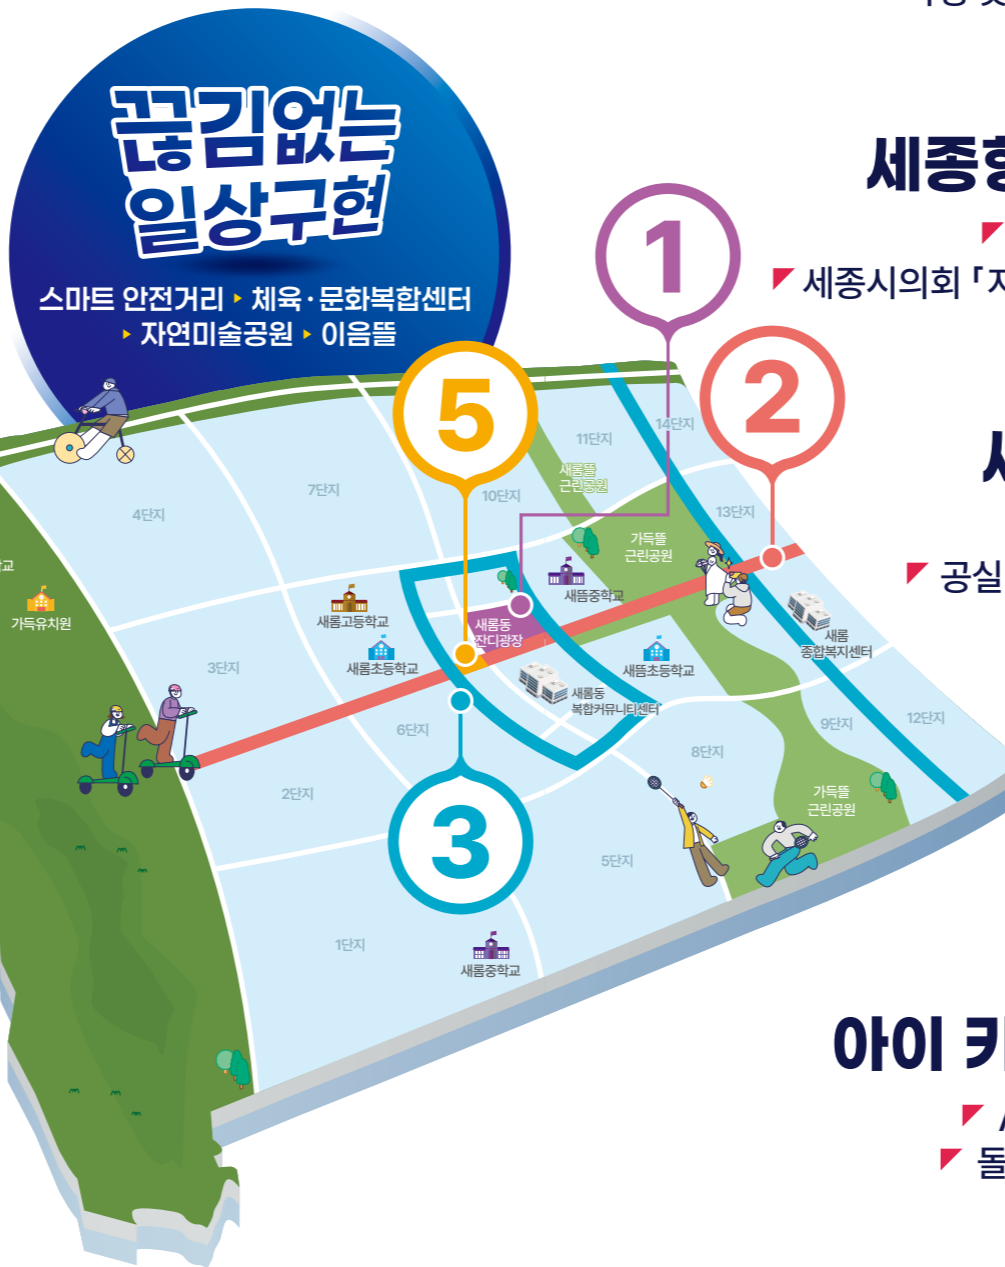 끊김없는
일상구현
스마트 안전거리 ▸ 체육·문화복합센터
▸ 자연미술공원 ▸ 이음뜰
세종
세종시의회 「
공실
아이
돌
1
2
5
3
14단지
11단지
새롬뜰
근린공원
7단지
10단지
4단지
13단지
가득뜰
근린공원
새뜸중학교
가득유치원
새롬고등학교
새롬동
잔디광장
새롬
종합복지센터
3단지
새롬초등학교
새뜸초등학교
새롬동
복합커뮤니티센터
6단지
9단지
12단지
8단지
2단지
가득뜰
근린공원
5단지
1단지
새롬중학교